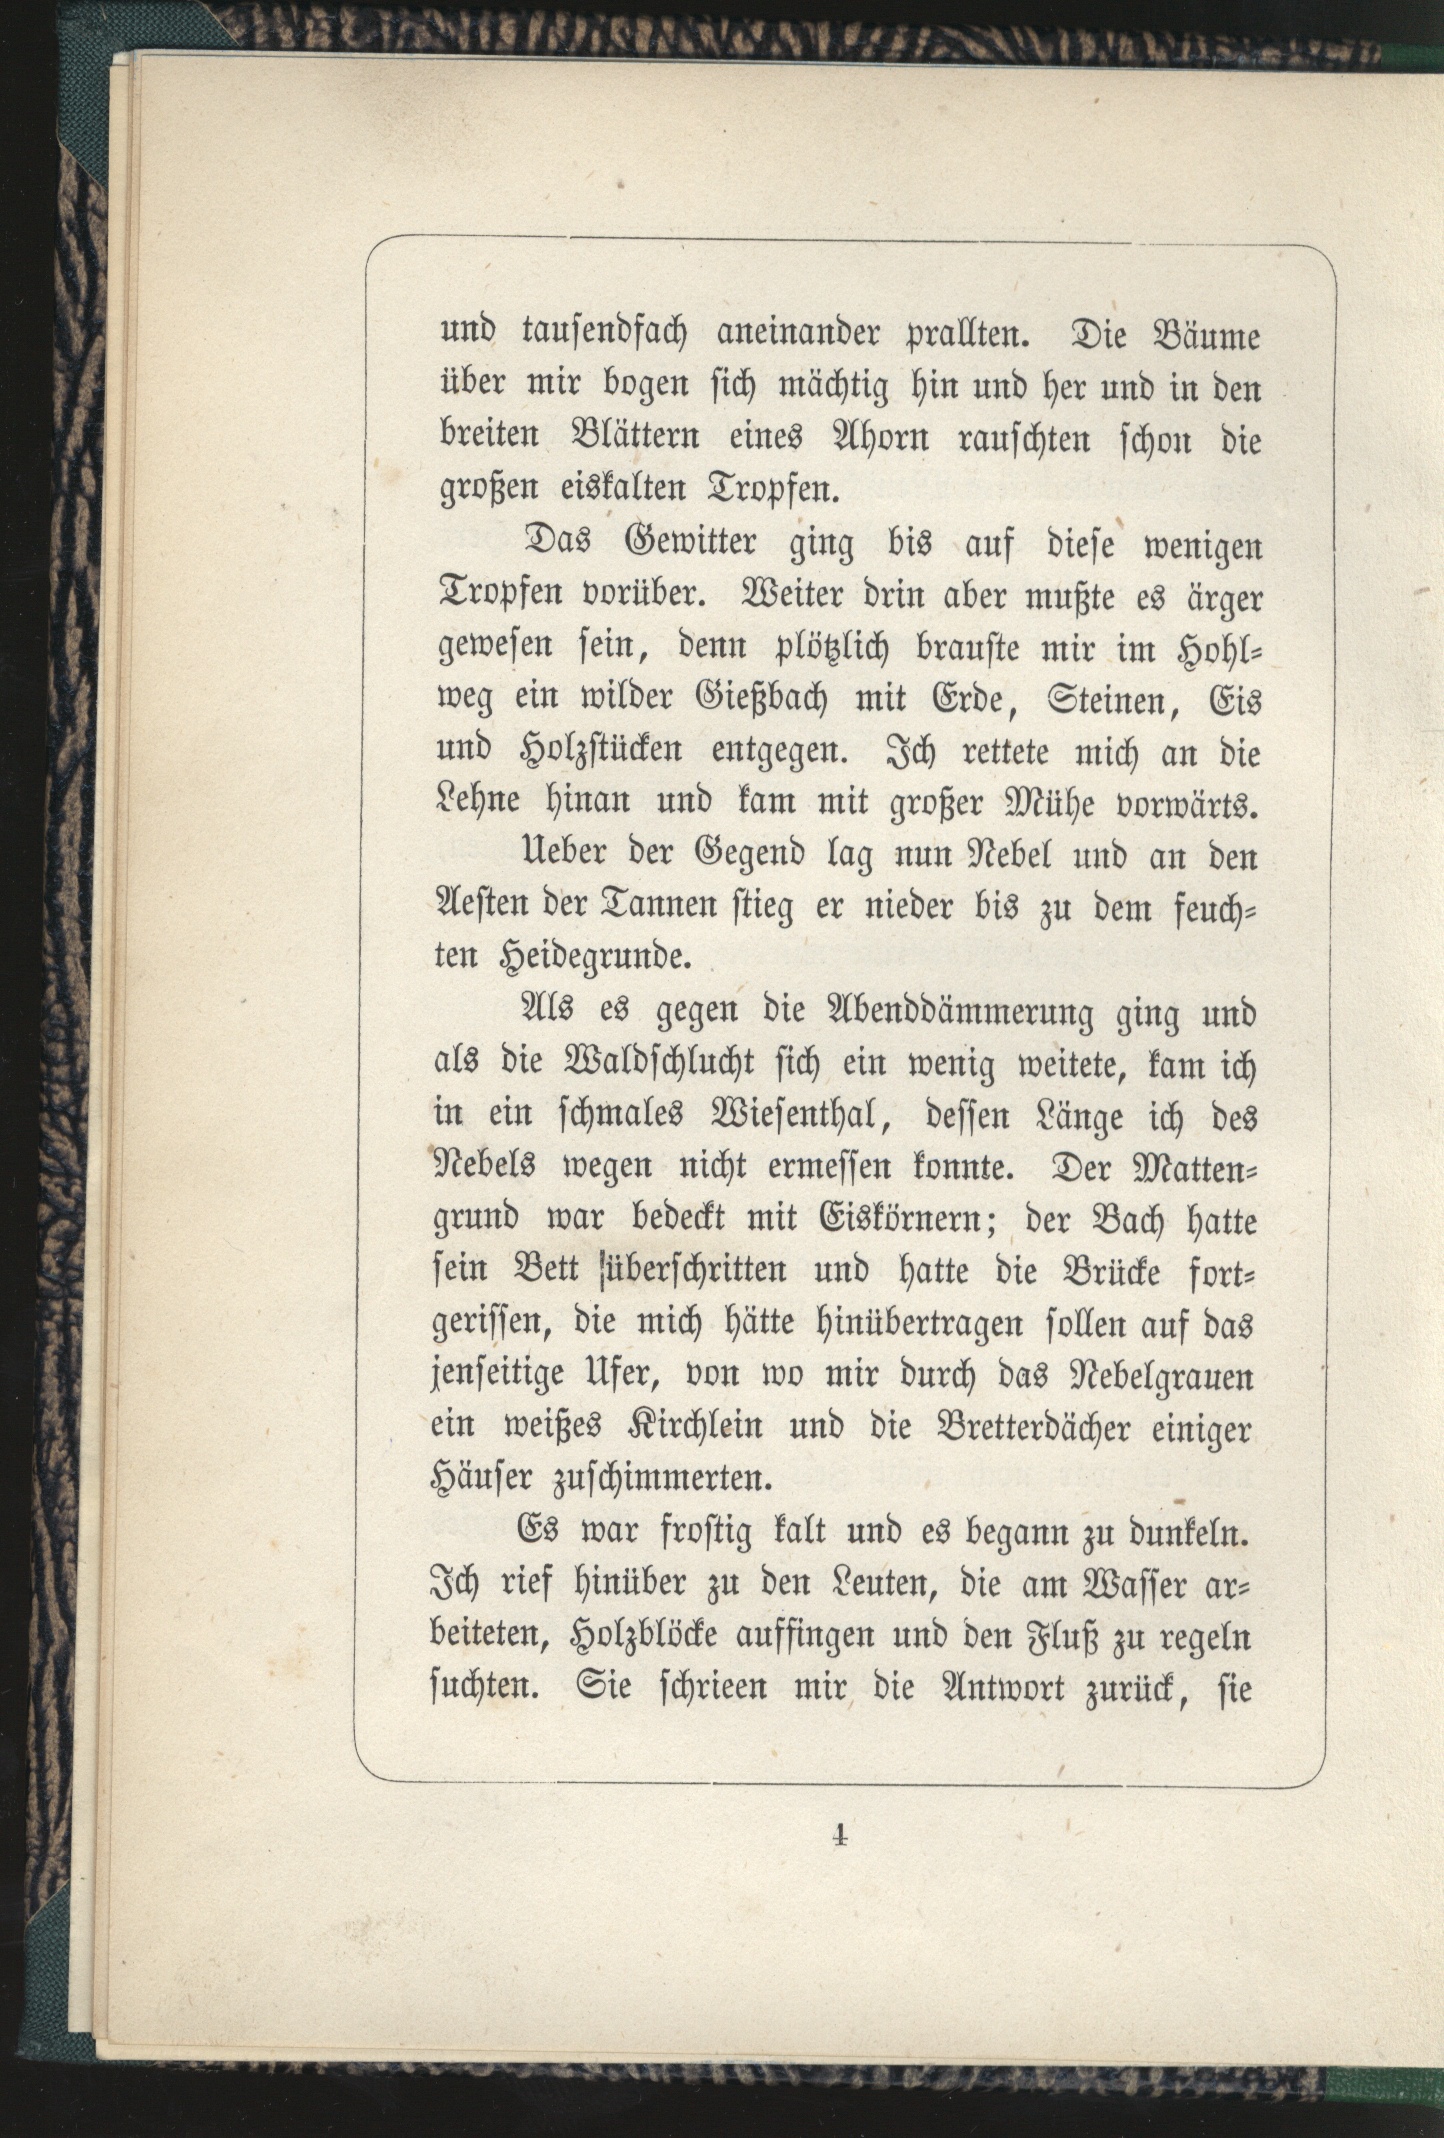 und tausendfach aneinander prallten. Die Bäume
über mir bogen sich mächtig hin und her und in den
breiten Blättern eines Ahorn rauschten schon die
großen eiskalten Tropfen.
Das Gewitter ging bis auf diese wenigen
Tropfen vorüber. Weiter drin aber mußte es ärger
gewesen sein, denn plötzlich brauste mir im Hohl-
weg ein wilder Gießbach mit Erde, Steinen, Eis
und Holzstücken entgegen. Ich rettete mich an die
Lehne hinan und kam mit großer Mühe vorwärts.
Ueber der Gegend lag nun Nebel und an den
Aesten der Tannen stieg er nieder bis zu dem feuch-
ten Heidegrunde.
Als es gegen die Abenddämmerung ging und
als die Waldschlucht sich ein wenig weitete, kam ich
in ein schmales Wiesenthal, dessen Länge ich des
Nebels wegen nicht ermessen konnte. Der Matten-
grund war bedeckt mit Eiskörnern; der Bach hatte
sein Bett überschritten und hatte die Brücke fort-
gerissen, die mich hätte hinübertragen sollen auf das
jenseitige Ufer, von wo mir durch das Nebelgrauen
ein weißes Kirchlein und die Bretterdächer einiger
Häuser zuschimmerten.
Es war frostig kalt und es begann zu dunkeln.
Ich rief hinüber zu den Leuten, die am Wasser ar-
beiteten, Holzblöcke auffingen und den Fluß zu regeln
suchten. Sie schrieen mir die Antwort zurück, sie
4